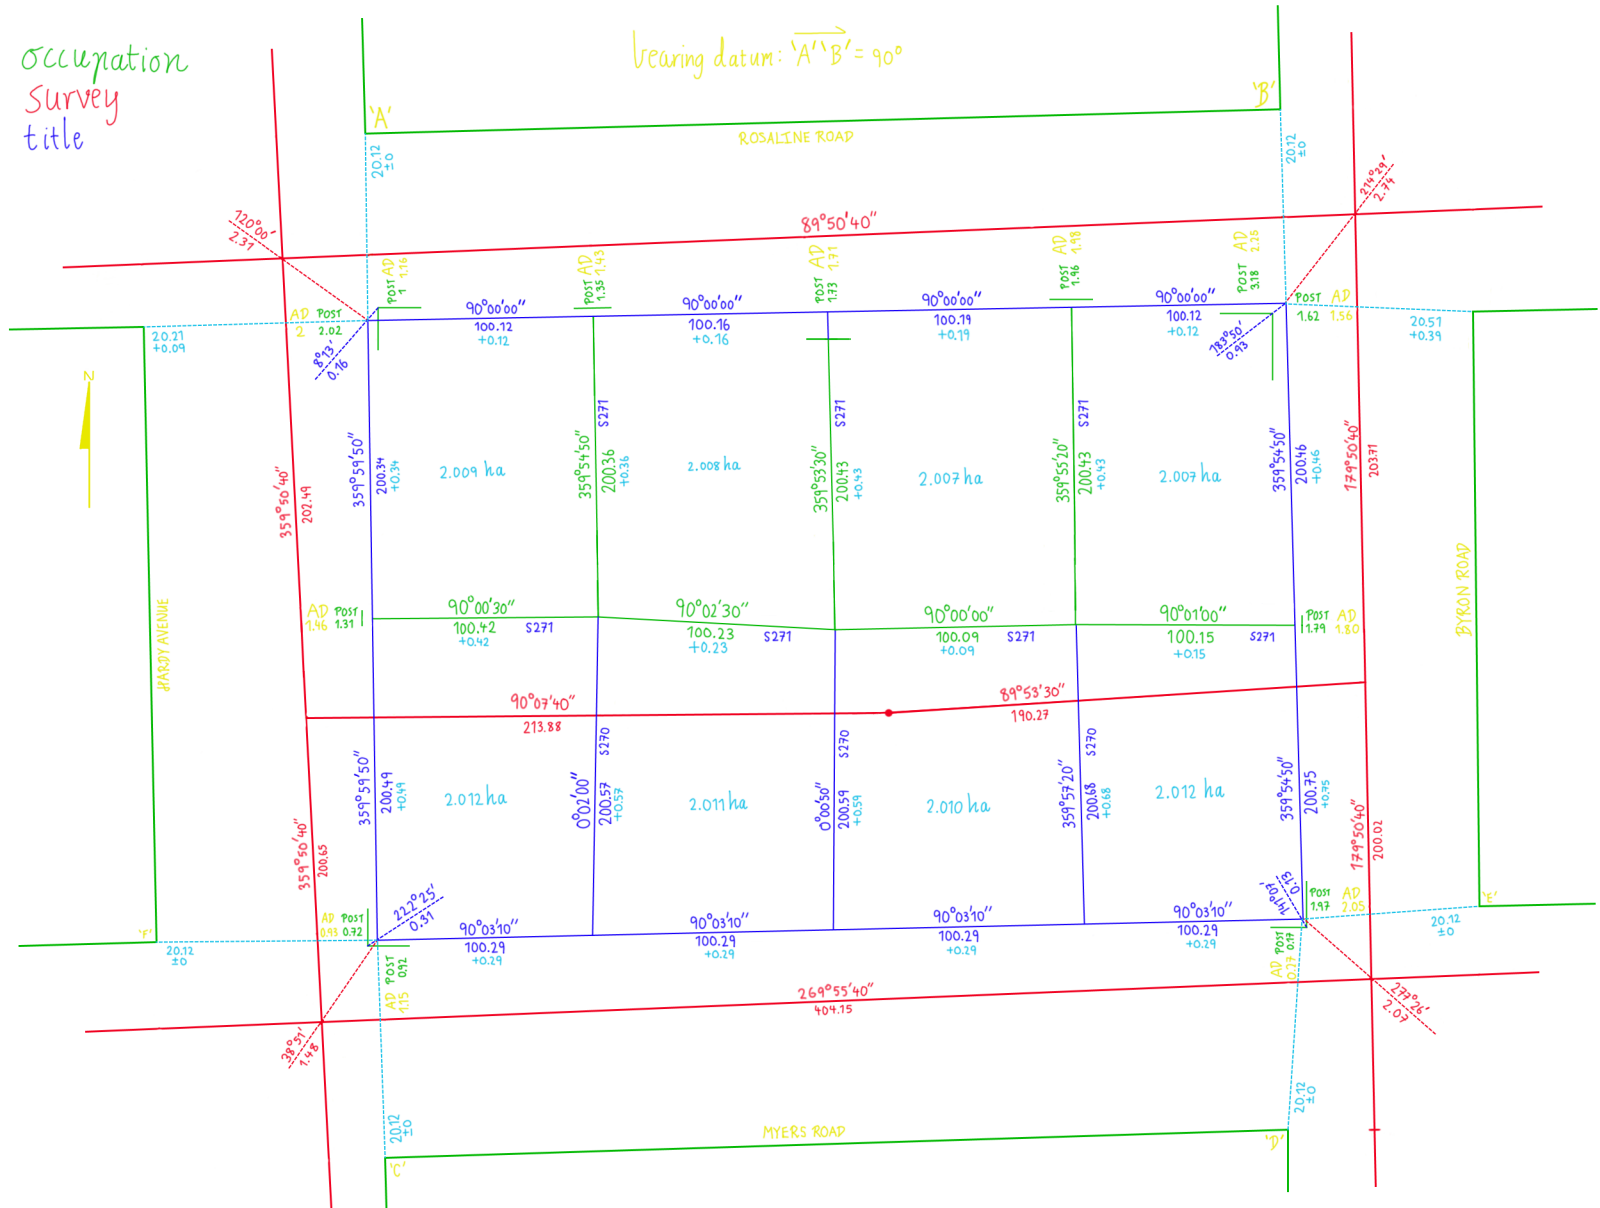 occupation
survey
title
bearing datum: 'A' 'B' = 90°
'A'
'B'
ROSALINE ROAD
20.12
±0
20.12
±0
120°00'
2.31
89°50'40"
214°29'
2.74
AD 1.16
POST 1
AD 1.43
POST 1.35
AD 1.71
POST 1.73
AD 1.98
POST 1.96
AD 2.26
POST 3.18
AD
2
POST
2.02
20.21
+0.09
8°13'
0.16
90°00'00"
100.12
+0.12
90°00'00"
100.16
+0.16
90°00'00"
100.19
+0.19
90°00'00"
100.12
+0.12
183°50'
0.93
POST
1.62
AD
1.56
20.51
+0.39
N
359°50'40"
202.49
359°59'50"
200.34
+0.34
2.009 ha
S271
359°54'50"
200.36
+0.36
2.008 ha
S271
359°53'30"
200.43
+0.43
2.007 ha
S271
359°55'20"
200.43
+0.43
2.007 ha
359°54'50"
200.46
+0.46
179°50'40"
203.71
HARDY AVENUE
BYRON ROAD
AD
1.46
POST
1.31
90°00'30"
100.42
+0.42
S271
90°02'30"
100.23
+0.23
S271
90°00'00"
100.09
+0.09
S271
90°01'00"
100.15
+0.15
S271
POST
1.79
AD
1.80
90°07'40"
213.88
89°53'30"
190.27
359°50'40"
200.65
359°59'50"
200.49
+0.49
2.012 ha
S270
0°02'00"
200.57
+0.57
2.011 ha
S270
0°00'50"
200.59
+0.59
2.010 ha
S270
359°57'20"
200.68
+0.68
2.012 ha
359°54'50"
200.75
+0.75
179°50'40"
200.02
'F'
20.12
±0
AD
0.93
POST
0.72
222°25'
0.31
90°03'10"
100.29
+0.29
90°03'10"
100.29
+0.29
90°03'10"
100.29
+0.29
90°03'10"
100.29
+0.29
141°07'
0.13
POST
1.97
AD
2.05
'E'
20.12
±0
POST 0.92
AD 1.15
POST 0.17
AD 0.27
38°51'
1.48
269°55'40"
404.15
277°26'
2.07
20.12
±0
20.12
±0
MYERS ROAD
'C'
'D'